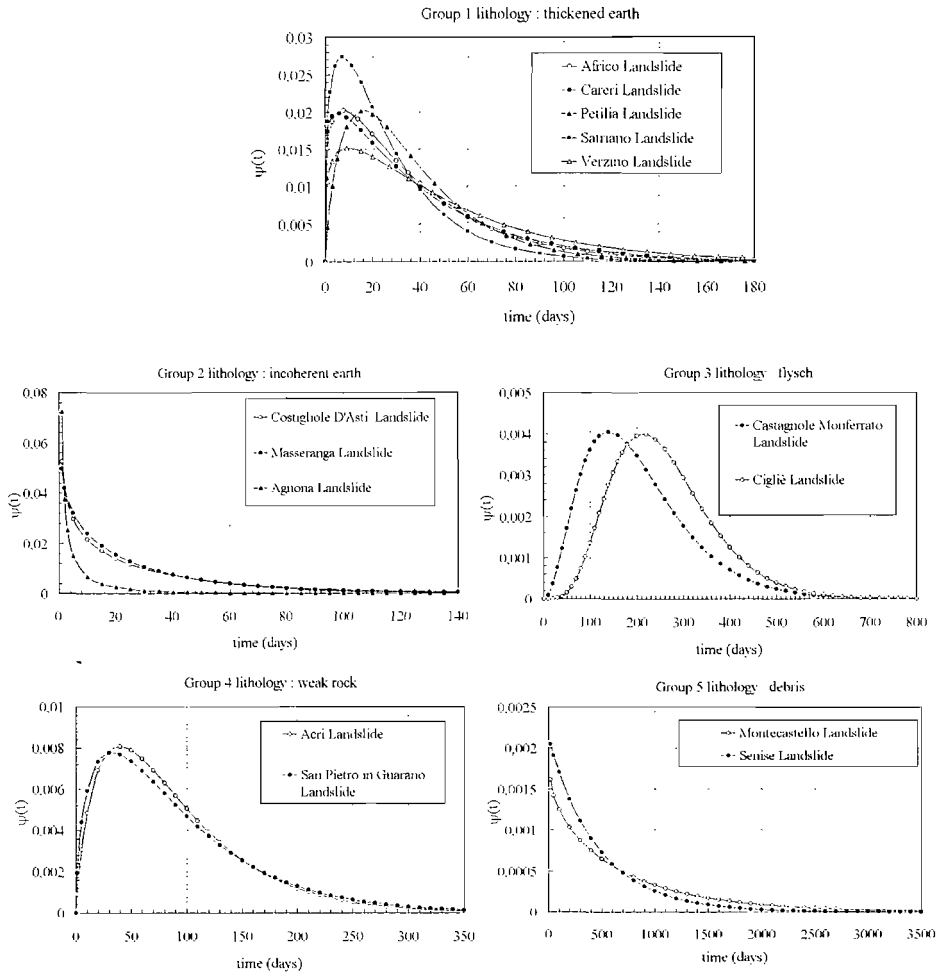 Group 1 lithology : thickened earth
0,03
0,025
0,02
0,015
0,01
0,005
0
ψ(t)
Africo Landslide
Careri Landslide
Petilia Landslide
Satriano Landslide
Verzino Landslide
0 20 40 60 80 100 120 140 160 180
time (days)
Group 2 lithology : incoherent earth
0,08
0,06
0,04
0,02
0
ψ(t)
Costigliole D'Asti Landslide
Masseranga Landslide
Agnona Landslide
0 20 40 60 80 100 120 140
time (days)
Group 3 lithology flysch
0,005
0,004
0,003
0,002
0,001
0
ψ(t)
Castagnole Monferrato
Landslide
Cigliè Landslide
0 100 200 300 400 500 600 700 800
time (days)
Group 4 lithology : weak rock
0,01
0,008
0,006
0,004
0,002
0
ψ(t)
Acri Landslide
San Pietro in Guarano
Landslide
0 50 100 150 200 250 300 350
time (days)
Group 5 lithology debris
0,0025
0,002
0,0015
0,001
0,0005
0
ψ(t)
Montecastello Landslide
Senise Landslide
0 500 1000 1500 2000 2500 3000 3500
time (days)